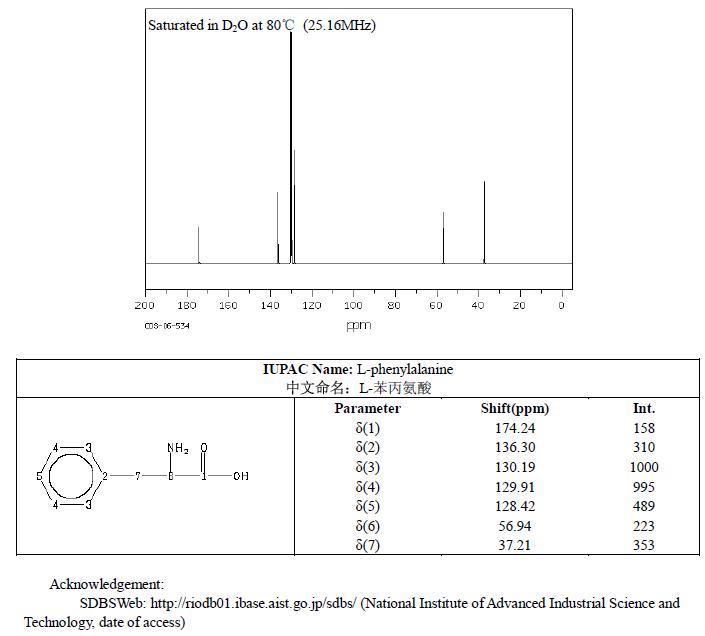 Saturated in D₂O at 80℃ (25.16MHz)
200 180 160 140 120 100 80 60 40 20 0
CDS-06-534
ppm
IUPAC Name: L-phenylalanine
中文命名：L-苯丙氨酸
Parameter Shift(ppm) Int.
δ(1) 174.24 158
δ(2) 136.30 310
δ(3) 130.19 1000
δ(4) 129.91 995
δ(5) 128.42 489
δ(6) 56.94 223
δ(7) 37.21 353
4 3 NH₂ O
5 2 7 6 1 OH
4 3
Acknowledgement:
SDBSWeb: http://riodb01.ibase.aist.go.jp/sdbs/ (National Institute of Advanced Industrial Science and
Technology, date of access)